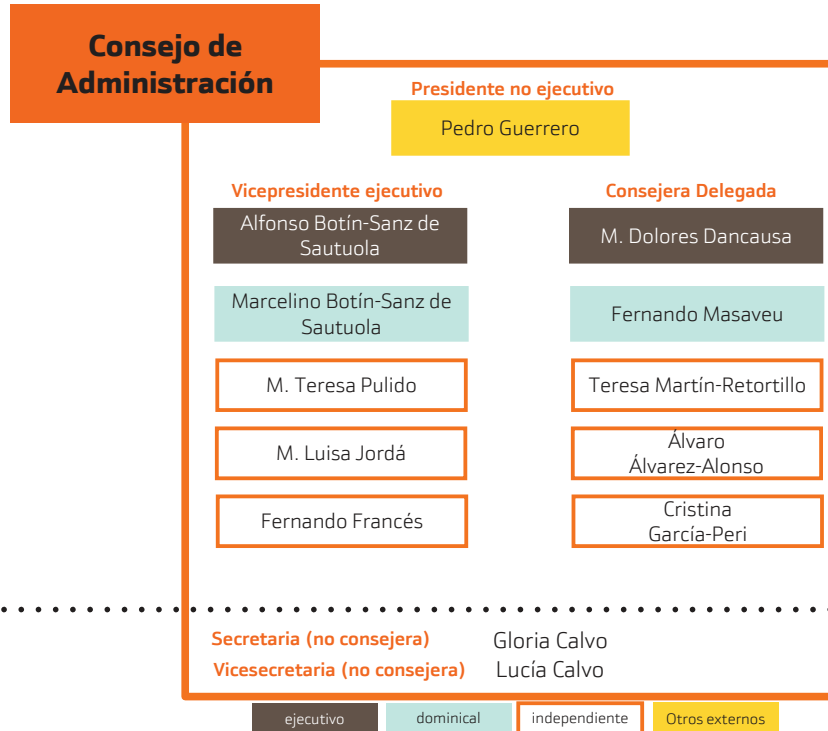 Consejo de
Administración
Presidente no ejecutivo
Pedro Guerrero
Vicepresidente ejecutivo
Consejera Delegada
Alfonso Botín-Sanz de
Sautuola
M. Dolores Dancausa
Marcelino Botín-Sanz de
Sautuola
Fernando Masaveu
M. Teresa Pulido
Teresa Martín-Retortillo
M. Luisa Jordá
Álvaro
Álvarez-Alonso
Fernando Francés
Cristina
García-Peri
Secretaria (no consejera) Gloria Calvo
Vicesecretaria (no consejera) Lucía Calvo
ejecutivo dominical independiente Otros externos